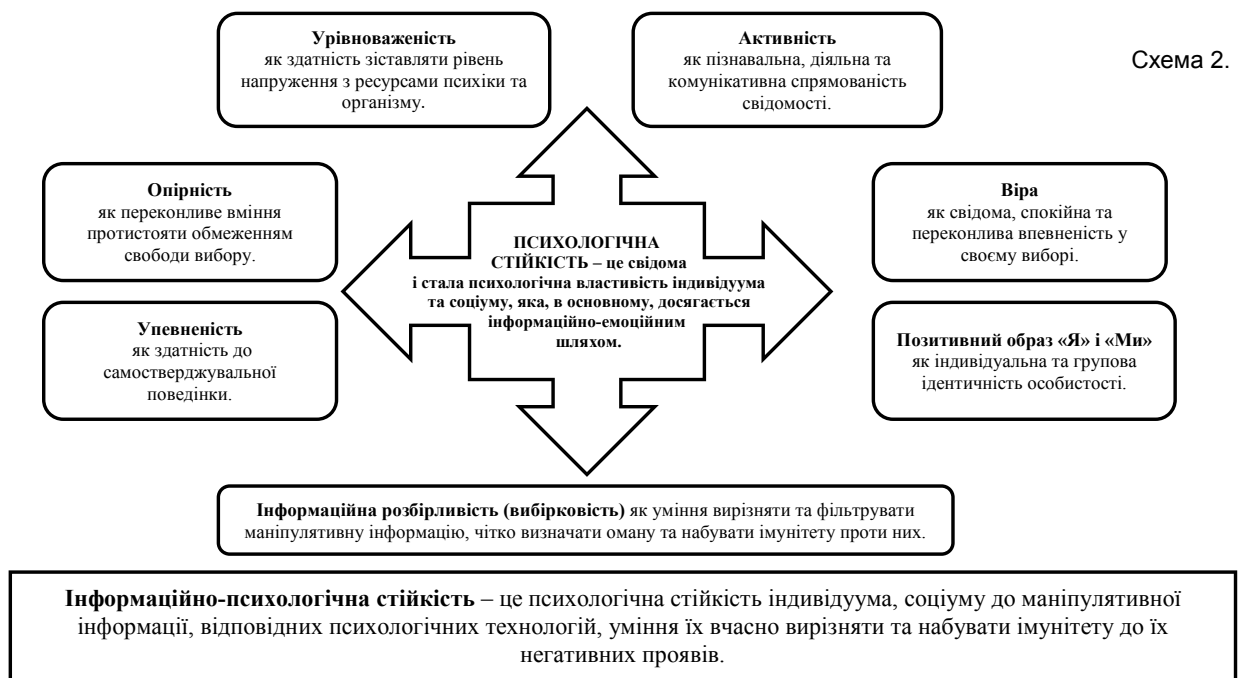 Схема 2.
Урівноваженість
як здатність зіставляти рівень
напруження з ресурсами психіки та
організму.
Активність
як пізнавальна, діяльна та
комунікативна спрямованість
свідомості.
Опірність
як переконливе вміння
протистояти обмеженням
свободи вибору.
Віра
як свідома, спокійна та
переконлива впевненість у
своєму виборі.
ПСИХОЛОГІЧНА
СТІЙКІСТЬ – це свідома
і стала психологічна властивість індивідуума
та соціуму, яка, в основному, досягається
інформаційно-емоційним
шляхом.
Упевненість
як здатність до
самостверджувальної
поведінки.
Позитивний образ «Я» і «Ми»
як індивідуальна та групова
ідентичність особистості.
Інформаційна розбірливість (вибірковість) як уміння вирізняти та фільтрувати
маніпулятивну інформацію, чітко визначати оману та набувати імунітету проти них.
Інформаційно-психологічна стійкість – це психологічна стійкість індивідуума, соціуму до маніпулятивної
інформації, відповідних психологічних технологій, уміння їх вчасно вирізняти та набувати імунітету до їх
негативних проявів.